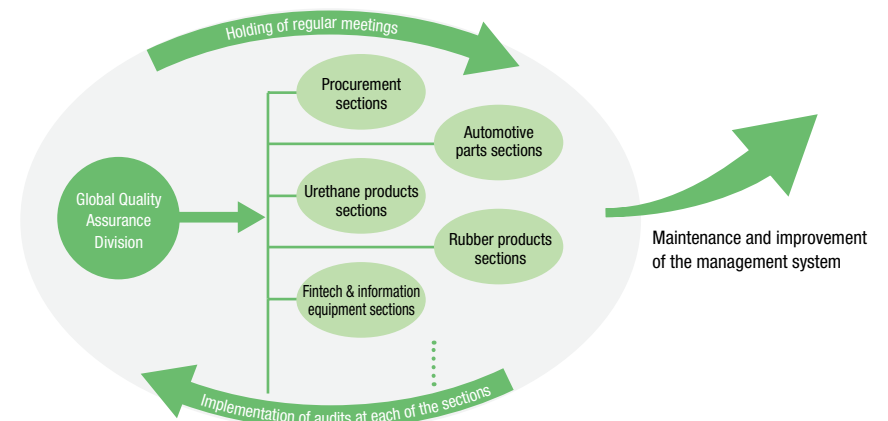 Holding of regular meetings
Procurement
sections
Automotive
parts sections
Global Quality
Assurance
Division
Urethane products
sections
Rubber products
sections
Maintenance and improvement
of the management system
Fintech & information
equipment sections
Implementation of audits at each of the sections